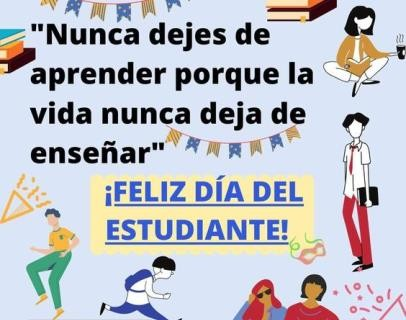 "Nunca dejes de
aprender porque la
vida nunca deja de
enseñar"
¡FELIZ DÍA DEL
ESTUDIANTE!